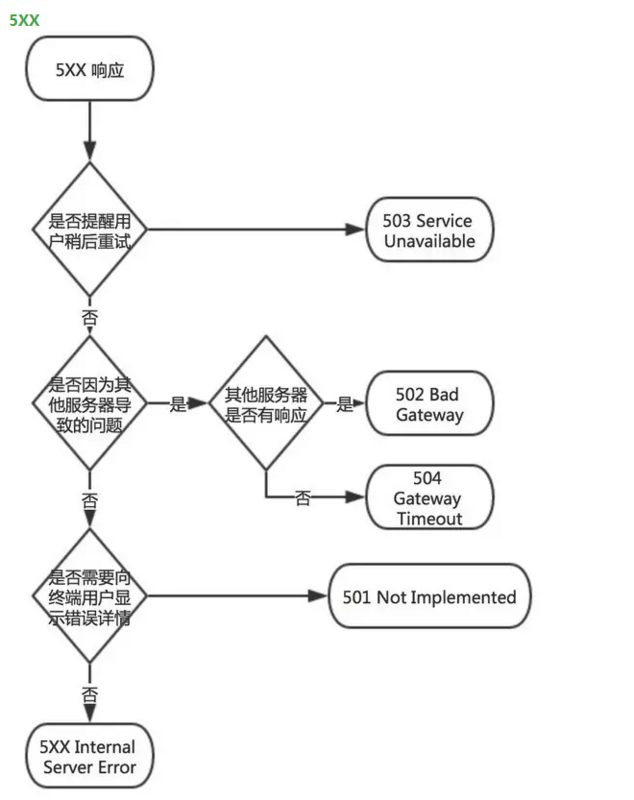 5XX
5XX 响应
是否提醒用
户稍后重试
503 Service
Unavailable
否
是否因为其
他服务器导
致的问题
是
其他服务器
是否有响应
是
502 Bad
Gateway
否
504
Gateway
Timeout
否
是否需要向
终端用户显
示错误详情
501 Not Implemented
否
5XX Internal
Server Error